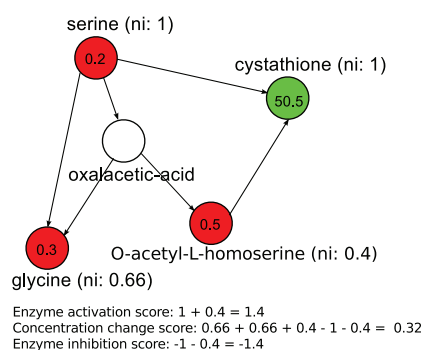 serine (ni: 1)
0.2
cystathione (ni: 1)
50.5
oxalacetic-acid
0.5
0.3
O-acetyl-L-homoserine (ni: 0.4)
glycine (ni: 0.66)
Enzyme activation score: 1 + 0.4 = 1.4
Concentration change score: 0.66 + 0.66 + 0.4 - 1 - 0.4 = 0.32
Enzyme inhibition score: -1 - 0.4 = -1.4